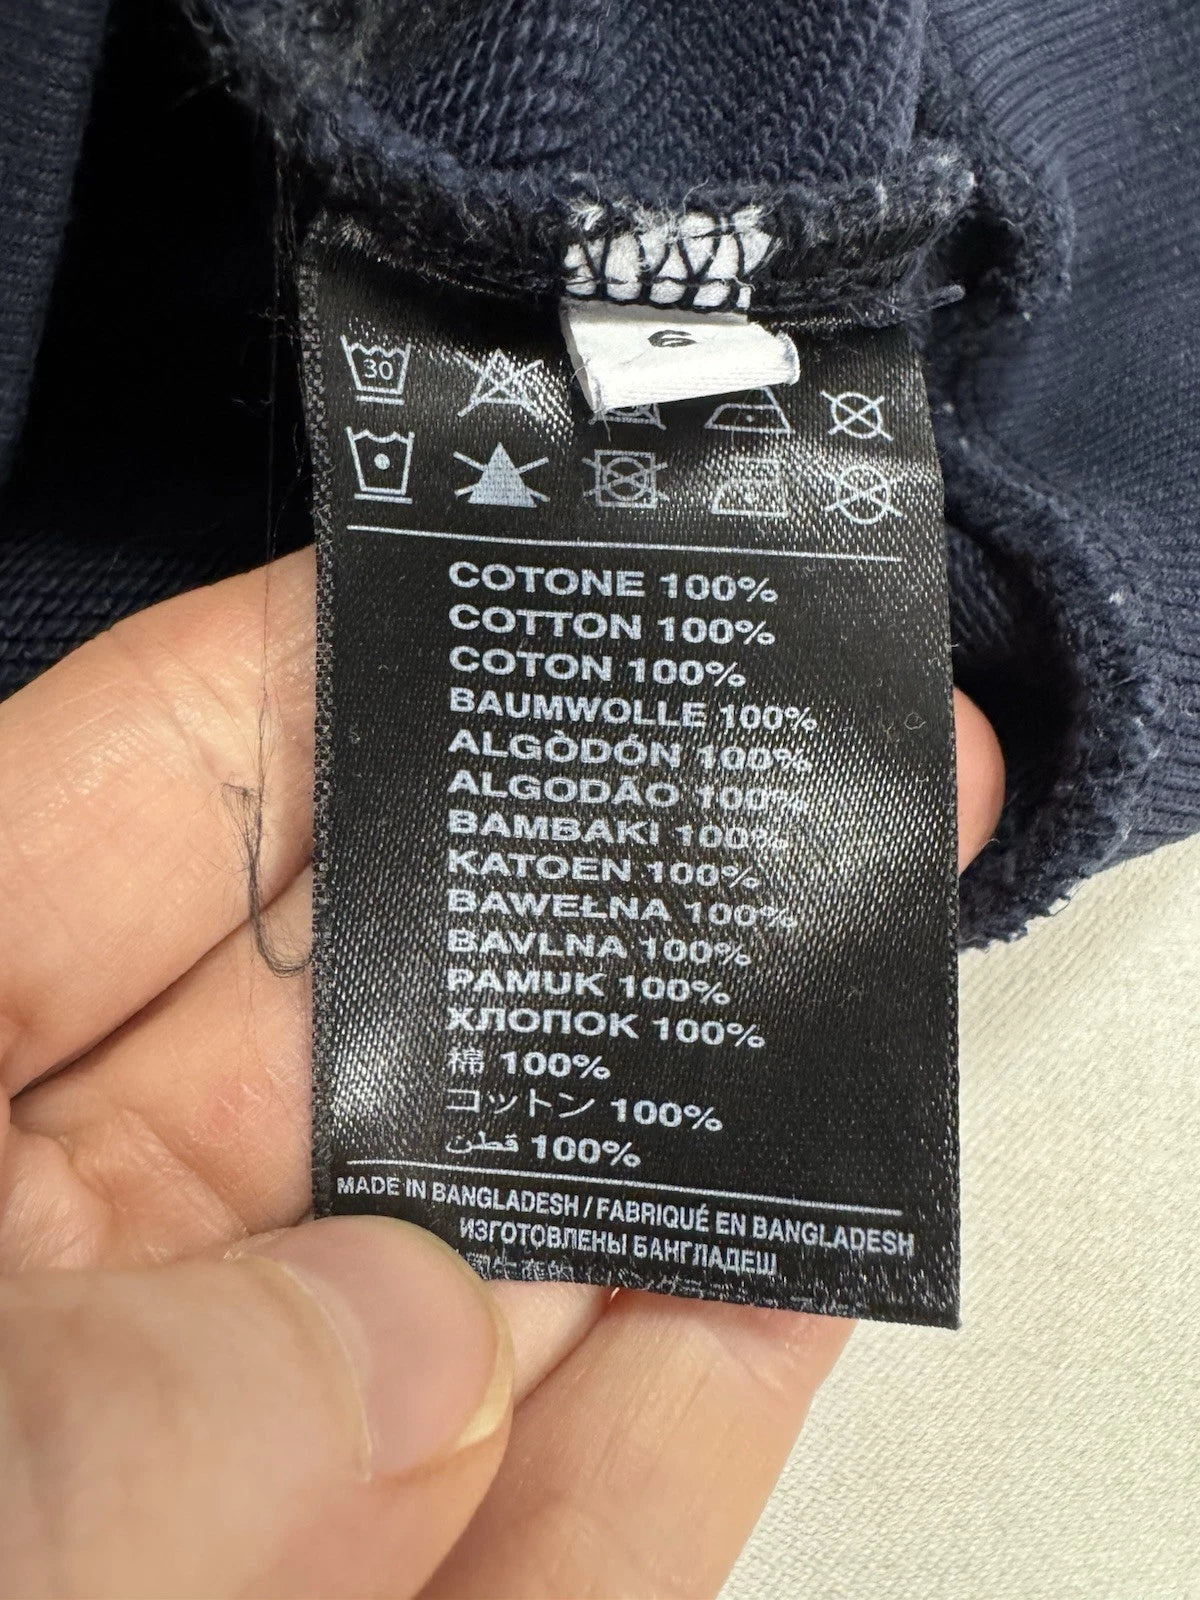 6
30
COTONE 100%
COTTON 100%
COTON 100%
BAUMWOLLE 100%
ALGÒDÓN 100%
ALGODÃO 100%
BAMBAKI 100%
KATOEN 100%
BAWEŁNA 100%
BAVLNA 100%
PAMUK 100%
ХЛОПОК 100%
棉 100%
コットン 100%
قطن 100%
MADE IN BANGLADESH / FABRIQUÉ EN BANGLADESH
ИЗГОТОВЛЕНЫ БАНГЛАДЕШ